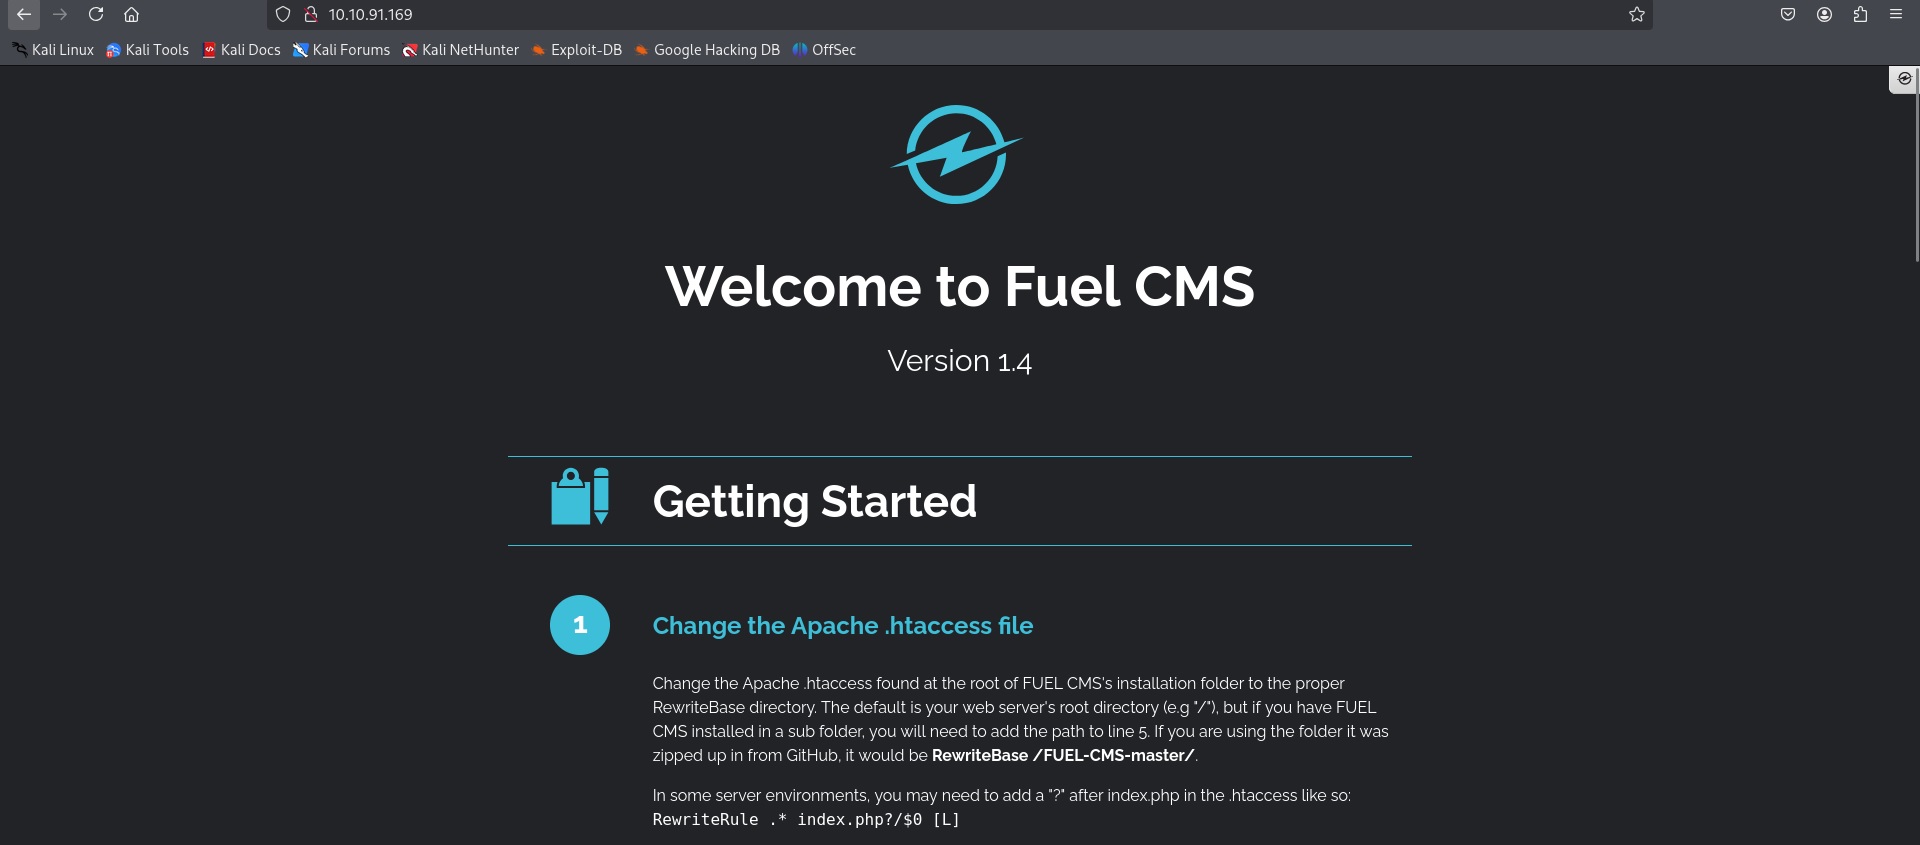 10.10.91.169
Kali Linux Kali Tools Kali Docs Kali Forums Kali NetHunter Exploit-DB Google Hacking DB OffSec
Welcome to Fuel CMS
Version 1.4
Getting Started
1 Change the Apache .htaccess file
Change the Apache .htaccess found at the root of FUEL CMS's installation folder to the proper
RewriteBase directory. The default is your web server's root directory (e.g "/"), but if you have FUEL
CMS installed in a sub folder, you will need to add the path to line 5. If you are using the folder it was
zipped up in from GitHub, it would be RewriteBase /FUEL-CMS-master/.
In some server environments, you may need to add a "?" after index.php in the .htaccess like so:
RewriteRule .* index.php?/$0 [L]